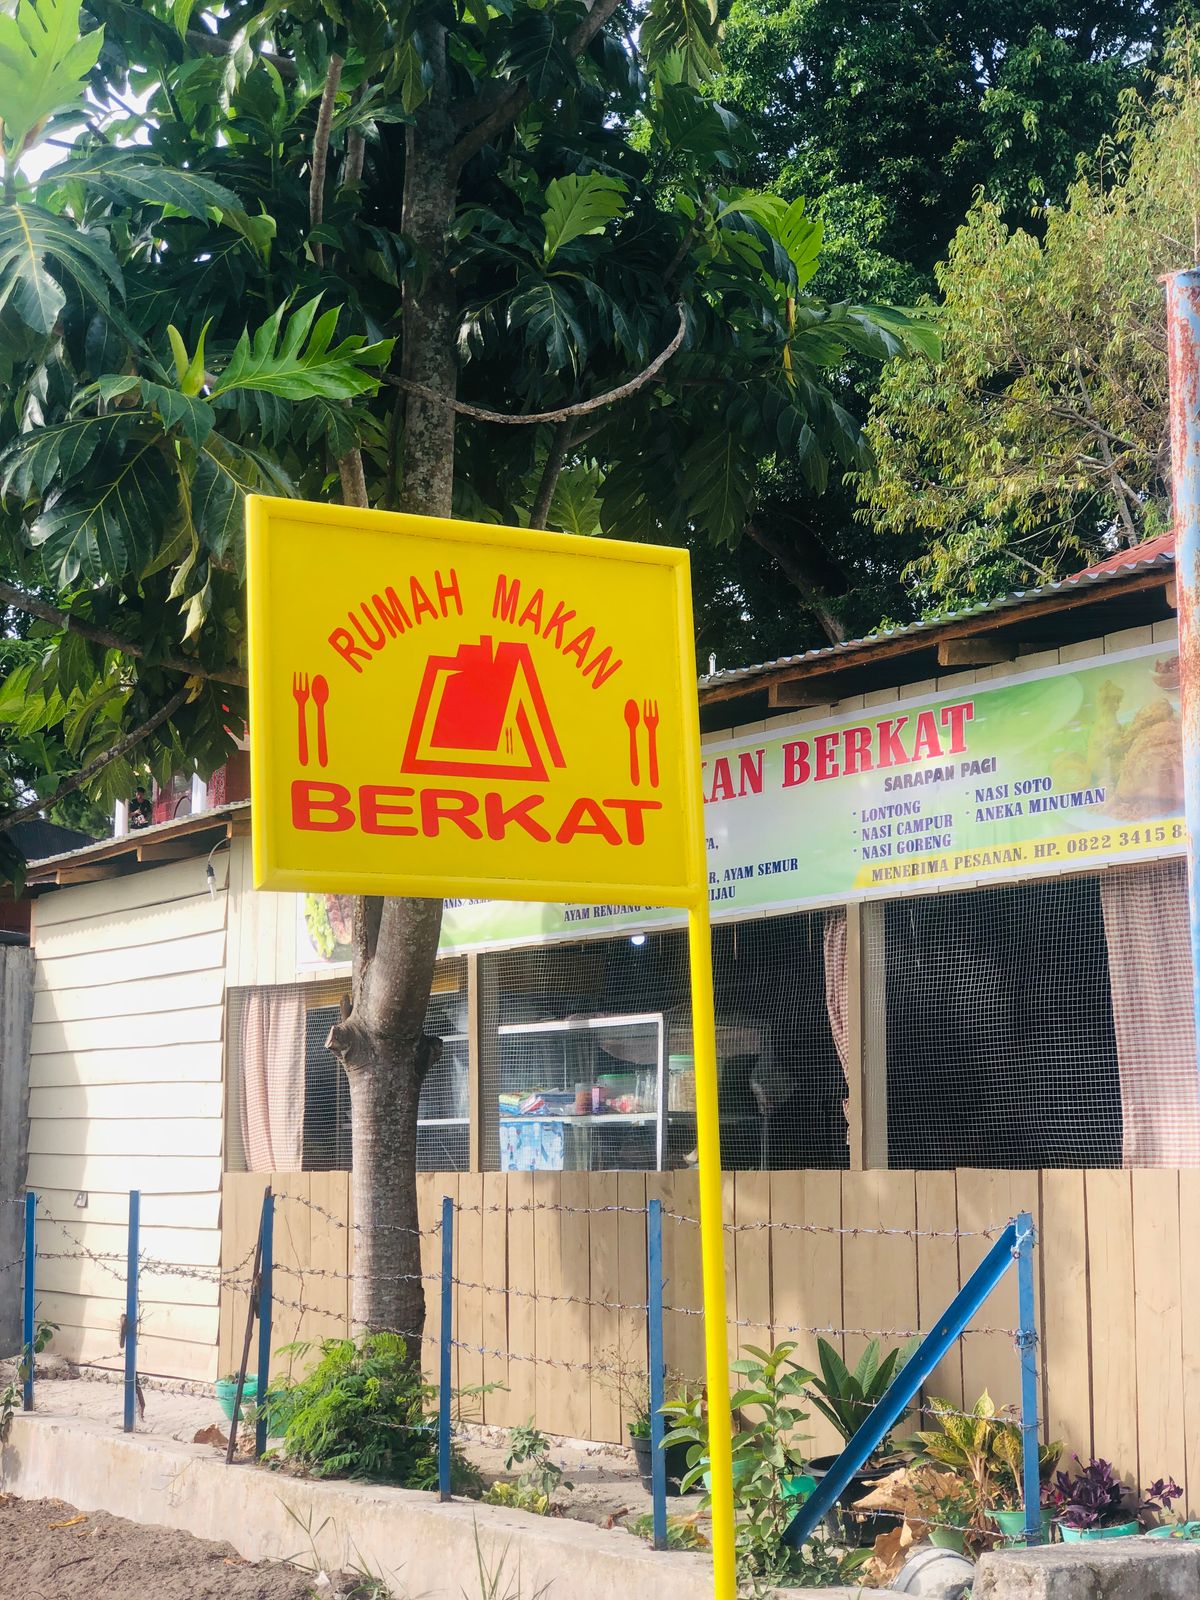 RUMAH MAKAN
BERKAT
BERKAT
SARAPAN PAGI
* LONTONG
* NASI CAMPUR
* NASI GORENG
* NASI SOTO
* ANEKA MINUMAN
AYAM SEMUR
AYAM RENDANG &
MENERIMA PESANAN. HP. 0822 3415